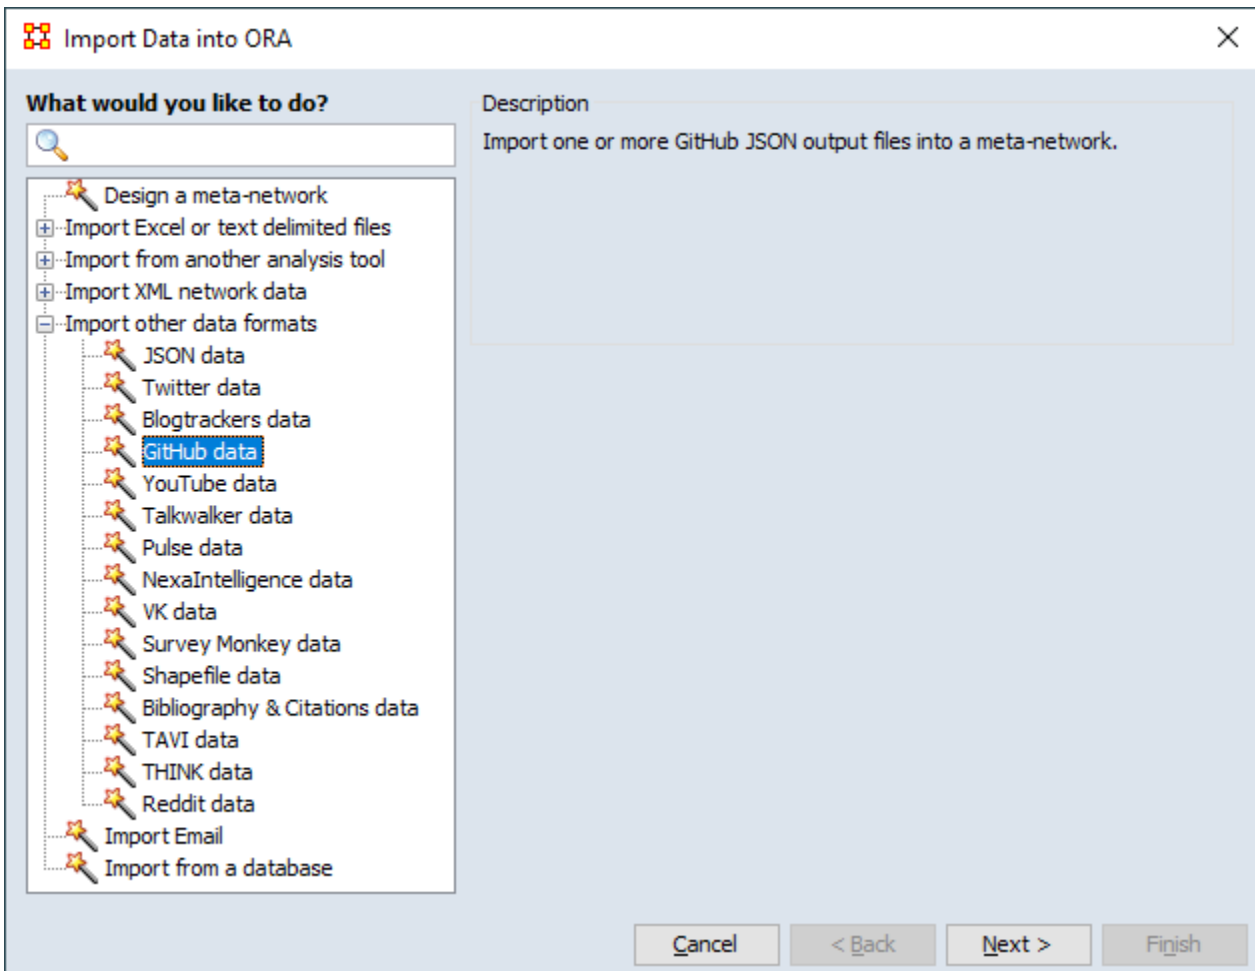 Import Data into ORA
What would you like to do?
Design a meta-network
Import Excel or text delimited files
Import from another analysis tool
Import XML network data
Import other data formats
JSON data
Twitter data
Blogtrackers data
GitHub data
YouTube data
Talkwalker data
Pulse data
NexaIntelligence data
VK data
Survey Monkey data
Shapefile data
Bibliography & Citations data
TAVI data
THINK data
Reddit data
Import Email
Import from a database
Description
Import one or more GitHub JSON output files into a meta-network.
Cancel < Back Next > Finish